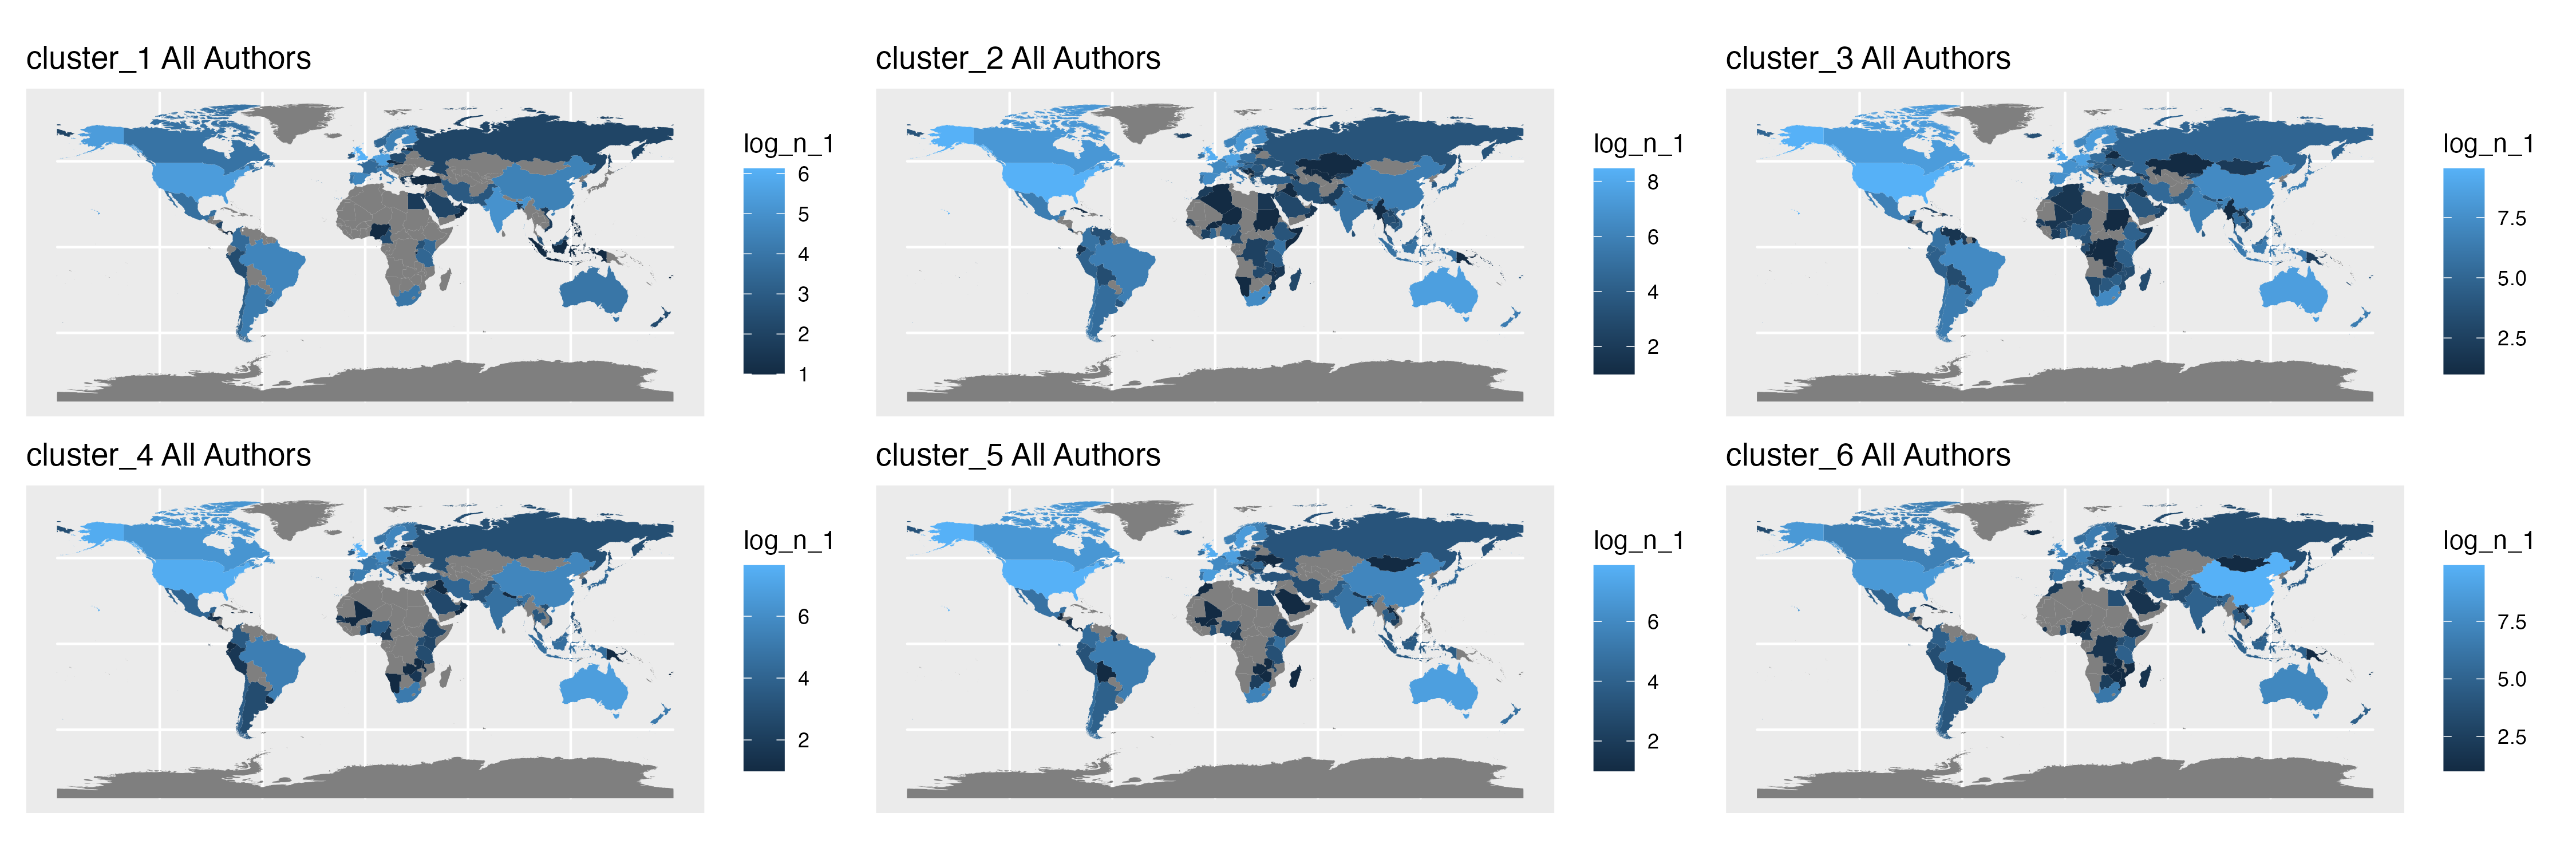 cluster_1 All Authors
log_n_1
6
5
4
3
2
1
cluster_2 All Authors
log_n_1
8
6
4
2
cluster_3 All Authors
log_n_1
7.5
5.0
2.5
cluster_4 All Authors
log_n_1
6
4
2
cluster_5 All Authors
log_n_1
6
4
2
cluster_6 All Authors
log_n_1
7.5
5.0
2.5